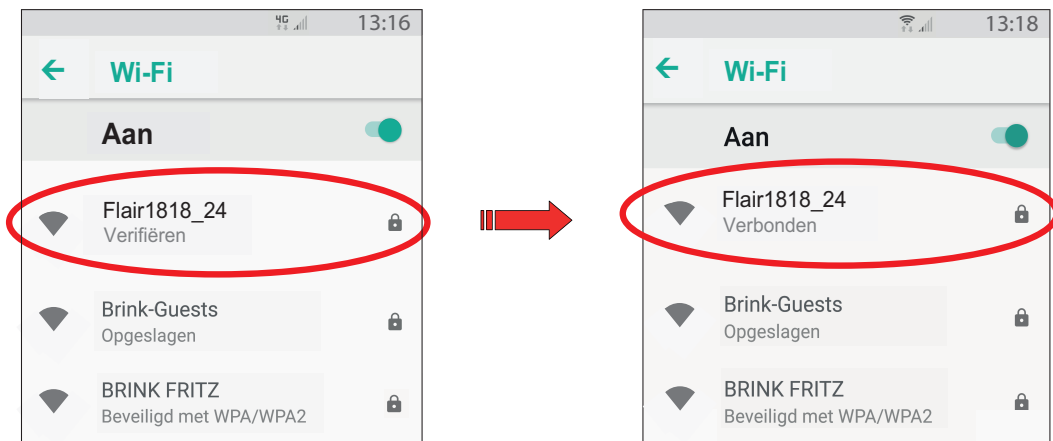 4G 13:16
Wi-Fi
Aan
Flair1818_24
Verifiëren
Brink-Guests
Opgeslagen
BRINK FRITZ
Beveiligd met WPA/WPA2
13:18
Wi-Fi
Aan
Flair1818_24
Verbonden
Brink-Guests
Opgeslagen
BRINK FRITZ
Beveiligd met WPA/WPA2